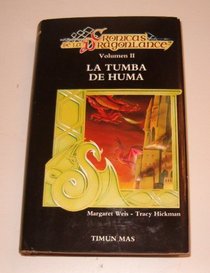 Crónicas
de la Dragonlance
Volumen II
LA TUMBA
DE HUMA
Margaret Weis - Tracy Hickman
TIMUN MAS